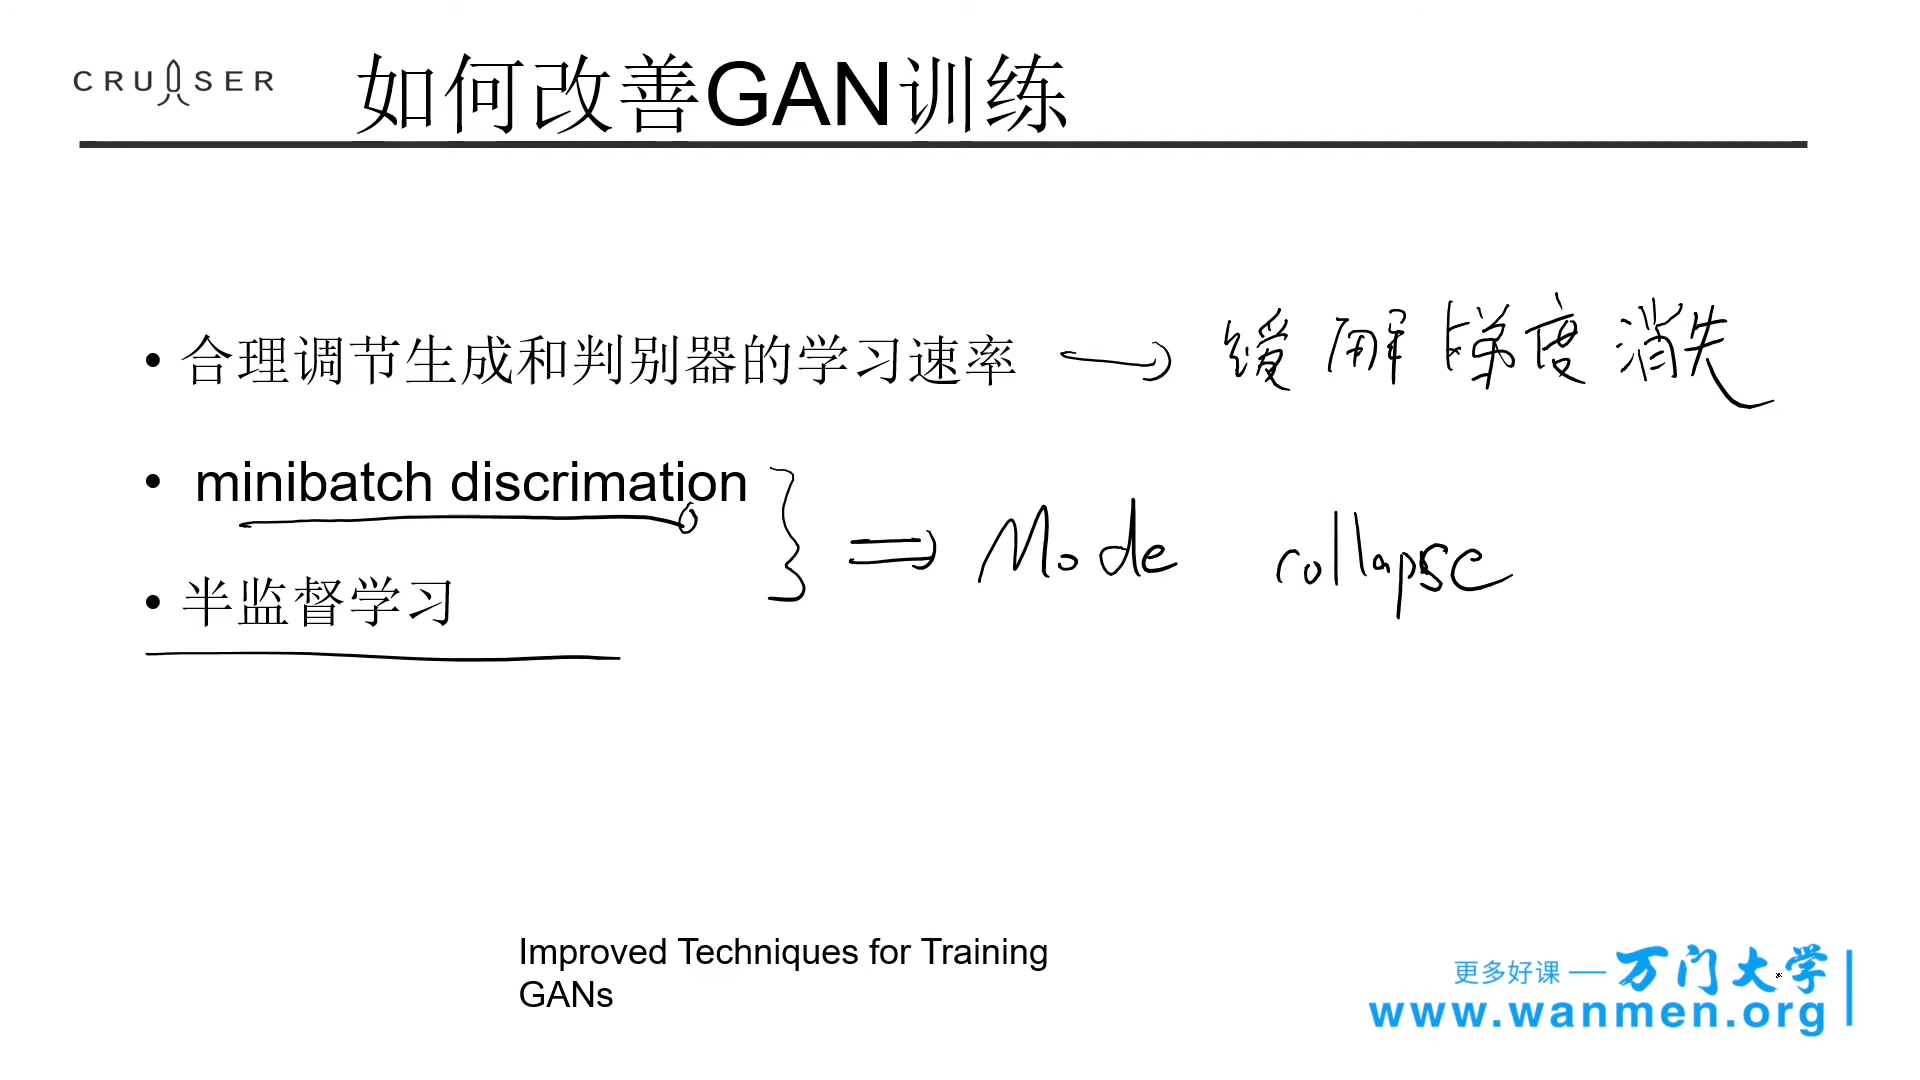 CRUISER
如何改善GAN训练
• 合理调节生成和判别器的学习速率 → 缓解梯度消失
• minibatch discrimation
• 半监督学习
⇒ Mode collapse
Improved Techniques for Training
GANs
更多好课 — 万门大学
www.wanmen.org